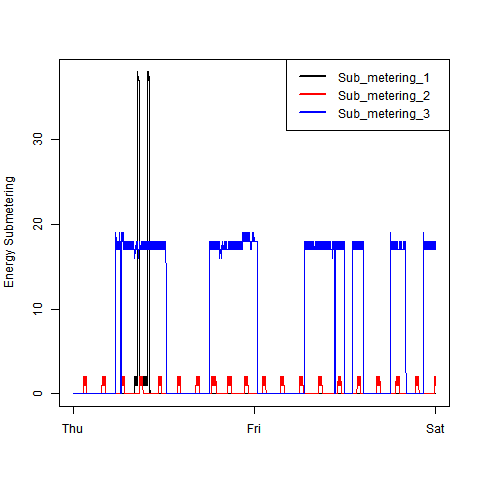 Sub_metering_1
Sub_metering_2
Sub_metering_3
Energy Submetering
30
20
10
0
Thu Fri Sat